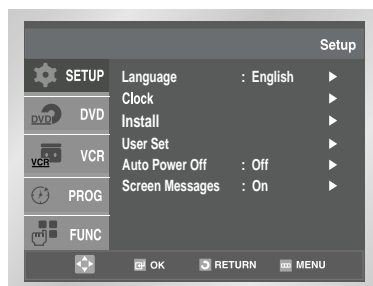 Setup
SETUP
DVD DVD
VCR VCR
PROG
FUNC
Language : English
Clock
Install
User Set
Auto Power Off : Off
Screen Messages : On
OK RETURN MENU